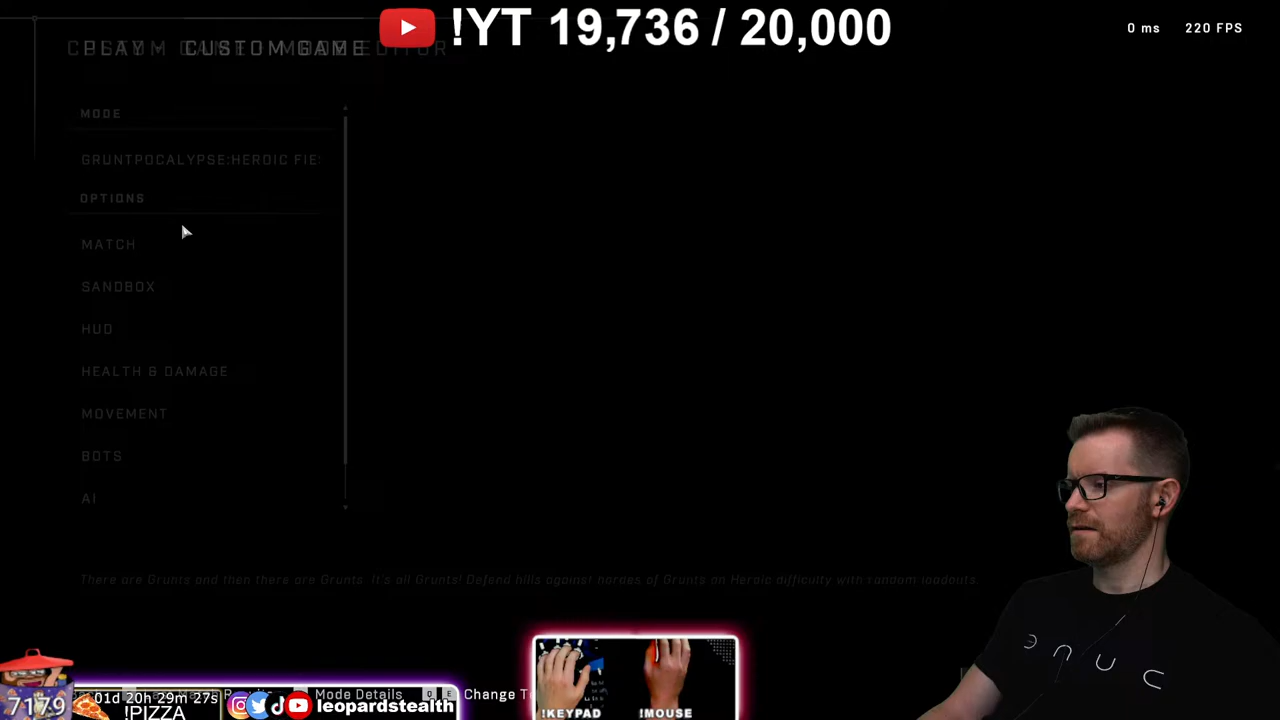 !YT 19,736 / 20,000
0 ms 220 FPS
PLAY CUSTOM GAME
MODE
GRUNTPOCALYPSE:HEROIC FIES
OPTIONS
MATCH
SANDBOX
HUD
HEALTH & DAMAGE
MOVEMENT
BOTS
AI
There are Grunts and then there are Grunts. It's all Grunts! Defend hills against hordes of Grunts on Heroic difficulty with random loadouts.
Mode Details Q E Change T
01d 20h 29m 27s
7179
!PIZZA
leopardstealth
!KEYPAD
!MOUSE